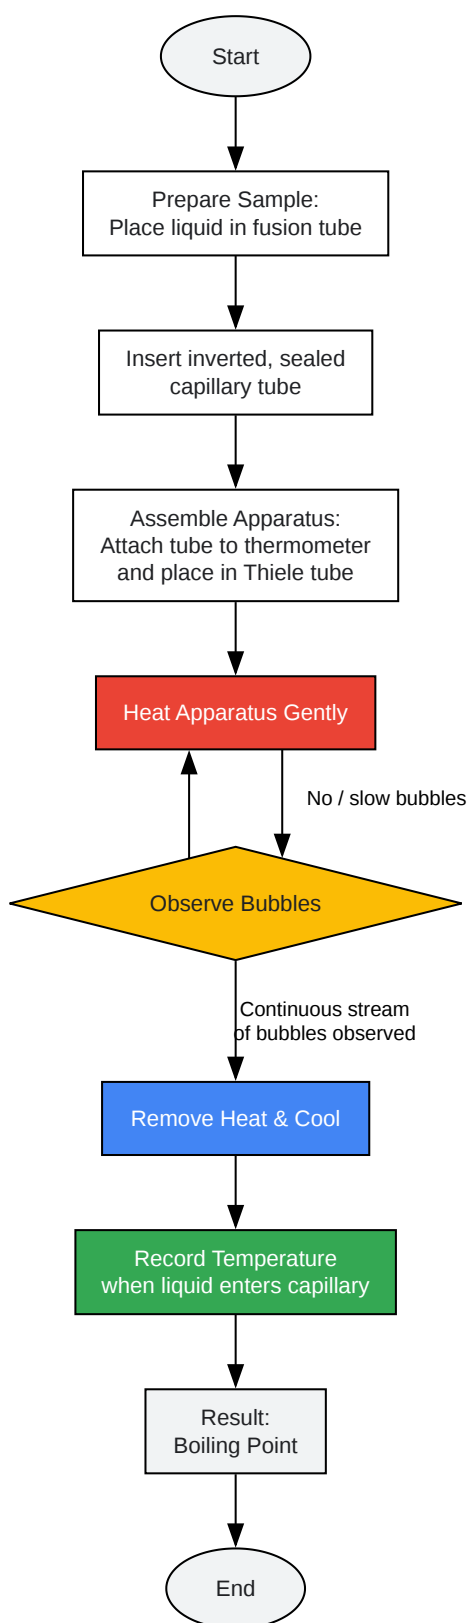 Start
Prepare Sample:
Place liquid in fusion tube
Insert inverted, sealed
capillary tube
Assemble Apparatus:
Attach tube to thermometer
and place in Thiele tube
Heat Apparatus Gently
No / slow bubbles
Observe Bubbles
Continuous stream
of bubbles observed
Remove Heat & Cool
Record Temperature
when liquid enters capillary
Result:
Boiling Point
End